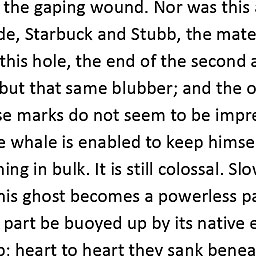 the gaping wound. Nor was this
de, Starbuck and Stubb, the mate
this hole, the end of the second a
but that same blubber; and the o
se marks do not seem to be impre
e whale is enabled to keep himse
ning in bulk. It is still colossal. Slo
his ghost becomes a powerless pa
part be buoyed up by its native e
heart to heart they sank benea